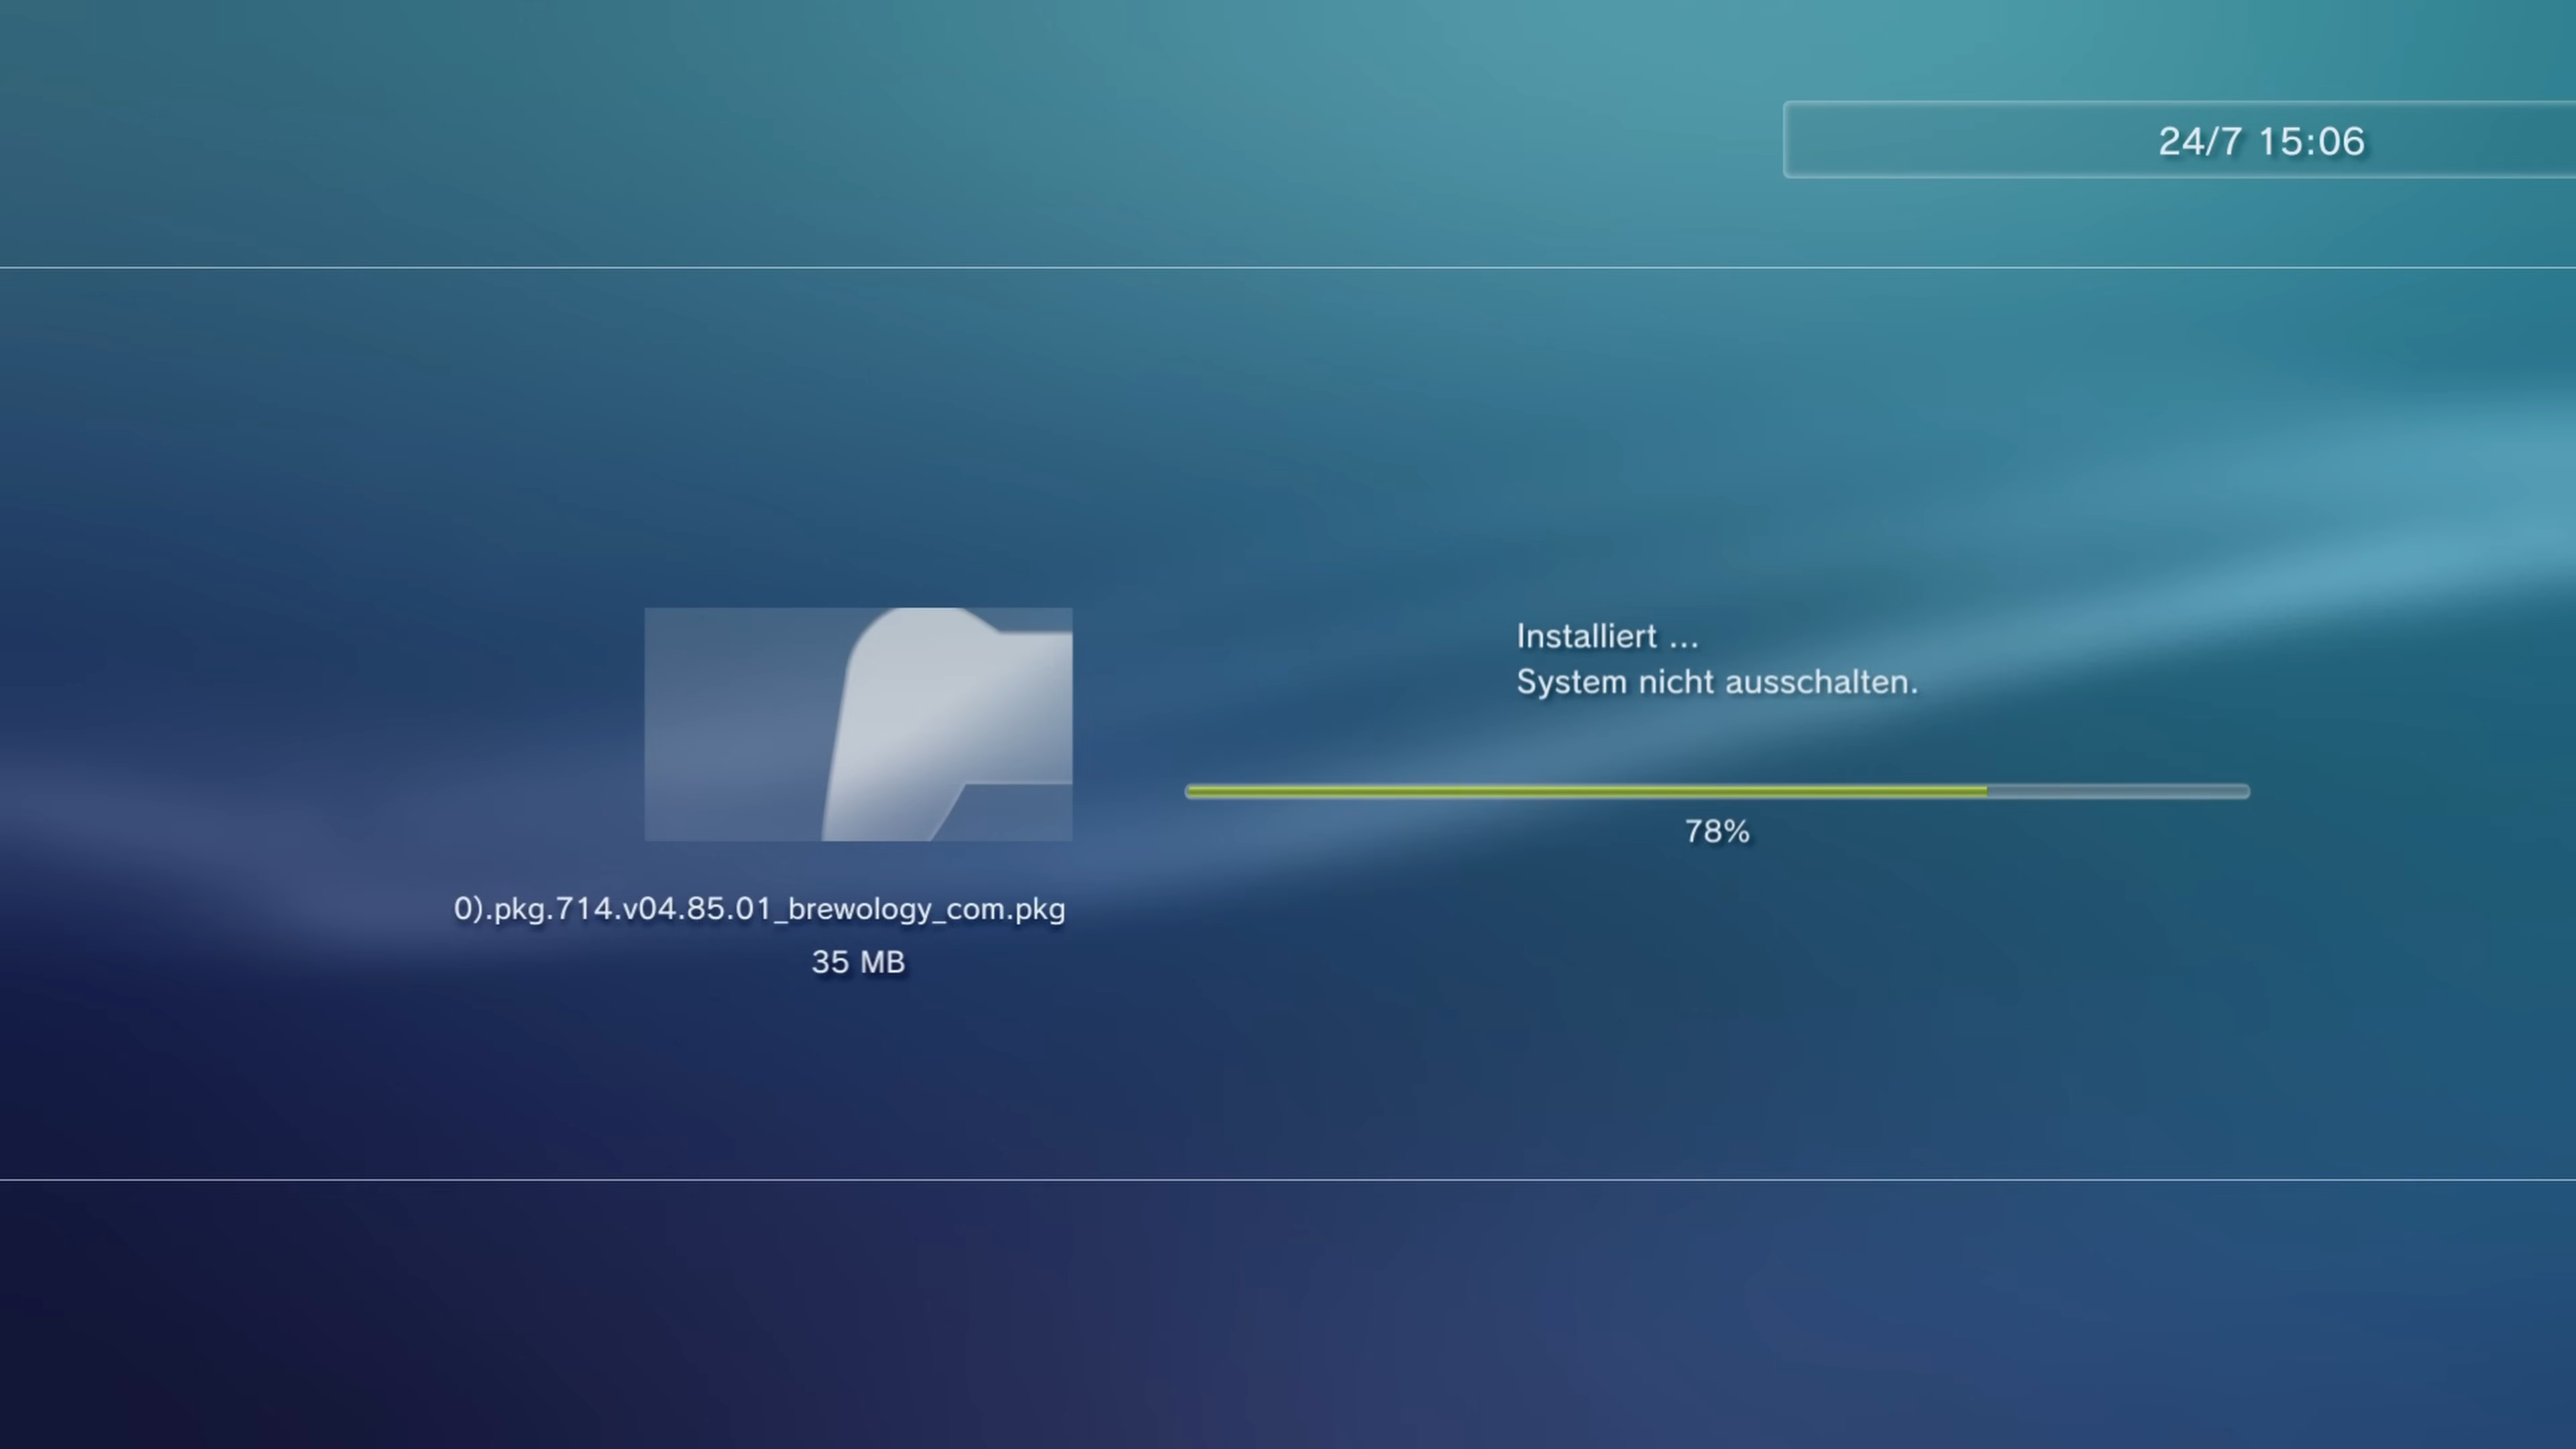 24/7 15:06
Installiert ...
System nicht ausschalten.
78%
0).pkg.714.v04.85.01_brewology_com.pkg
35 MB